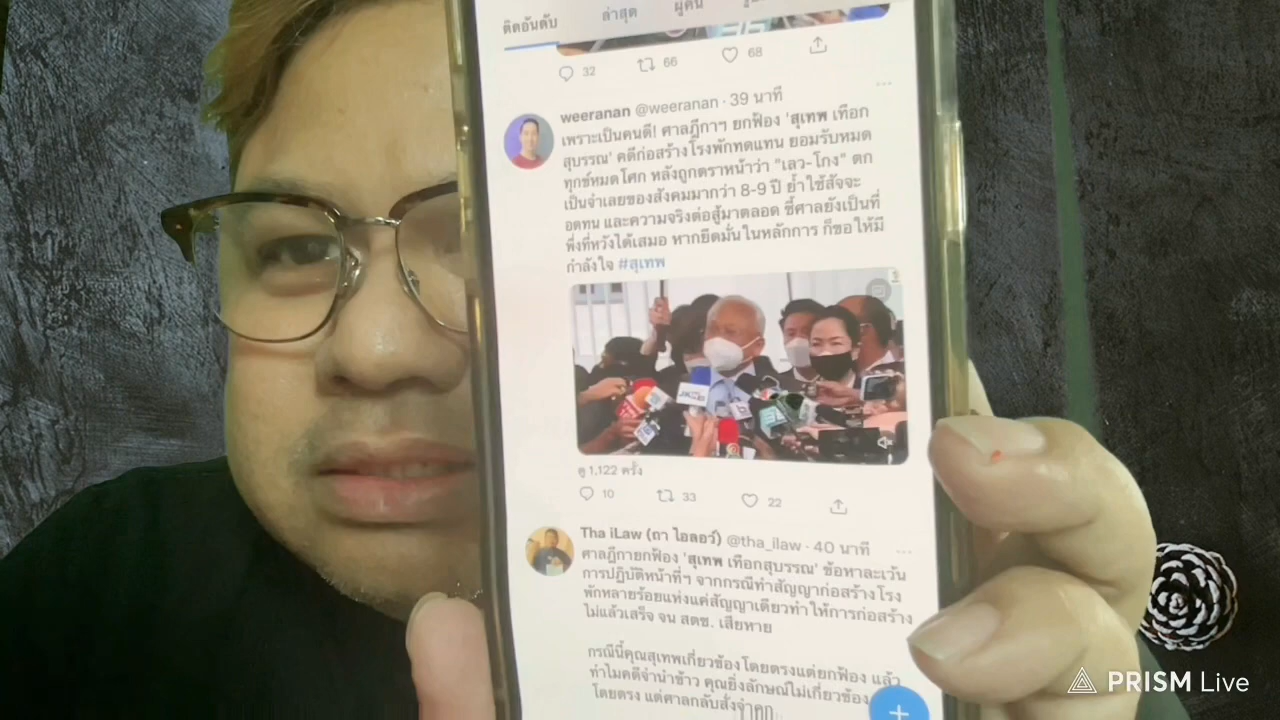 ติดอันดับ ล่าสุด ผู้คน
32 66 68
weeranan @weeranan · 39 นาที
เพราะเป็นคนดี! ศาลฎีกาฯ ยกฟ้อง 'สุเทพ เทือก
สุบรรณ' คดีก่อสร้างโรงพักทดแทน ยอมรับหมด
ทุกข์หมดโศก หลังถูกตราหน้าว่า "เลว-โกง" ตก
เป็นจำเลยของสังคมมากว่า 8-9 ปี ย้ำใช้สัจจะ
อดทน และความจริงต่อสู้มาตลอด ชี้ศาลยังเป็นที่
พึ่งที่หวังได้เสมอ หากยึดมั่นในหลักการ ก็ขอให้มี
กำลังใจ #สุเทพ
ดู 1,122 ครั้ง
10 33 22
Tha iLaw (ถา ไอลอว์) @tha_ilaw · 40 นาที
ศาลฎีกายกฟ้อง 'สุเทพ เทือกสุบรรณ' ข้อหาละเว้น
การปฏิบัติหน้าที่ฯ จากกรณีทำสัญญาก่อสร้างโรง
พักหลายร้อยแห่งแค่สัญญาเดียวทำให้การก่อสร้าง
ไม่แล้วเสร็จ จน สตช. เสียหาย
กรณีนี้คุณสุเทพเกี่ยวข้องโดยตรงแต่ยกฟ้อง แล้ว
ทำไมคดีจำนำข้าว คุณยิ่งลักษณ์ไม่เกี่ยวข้อง
โดยตรง แต่ศาลกลับสั่งจำคุก
PRISM Live